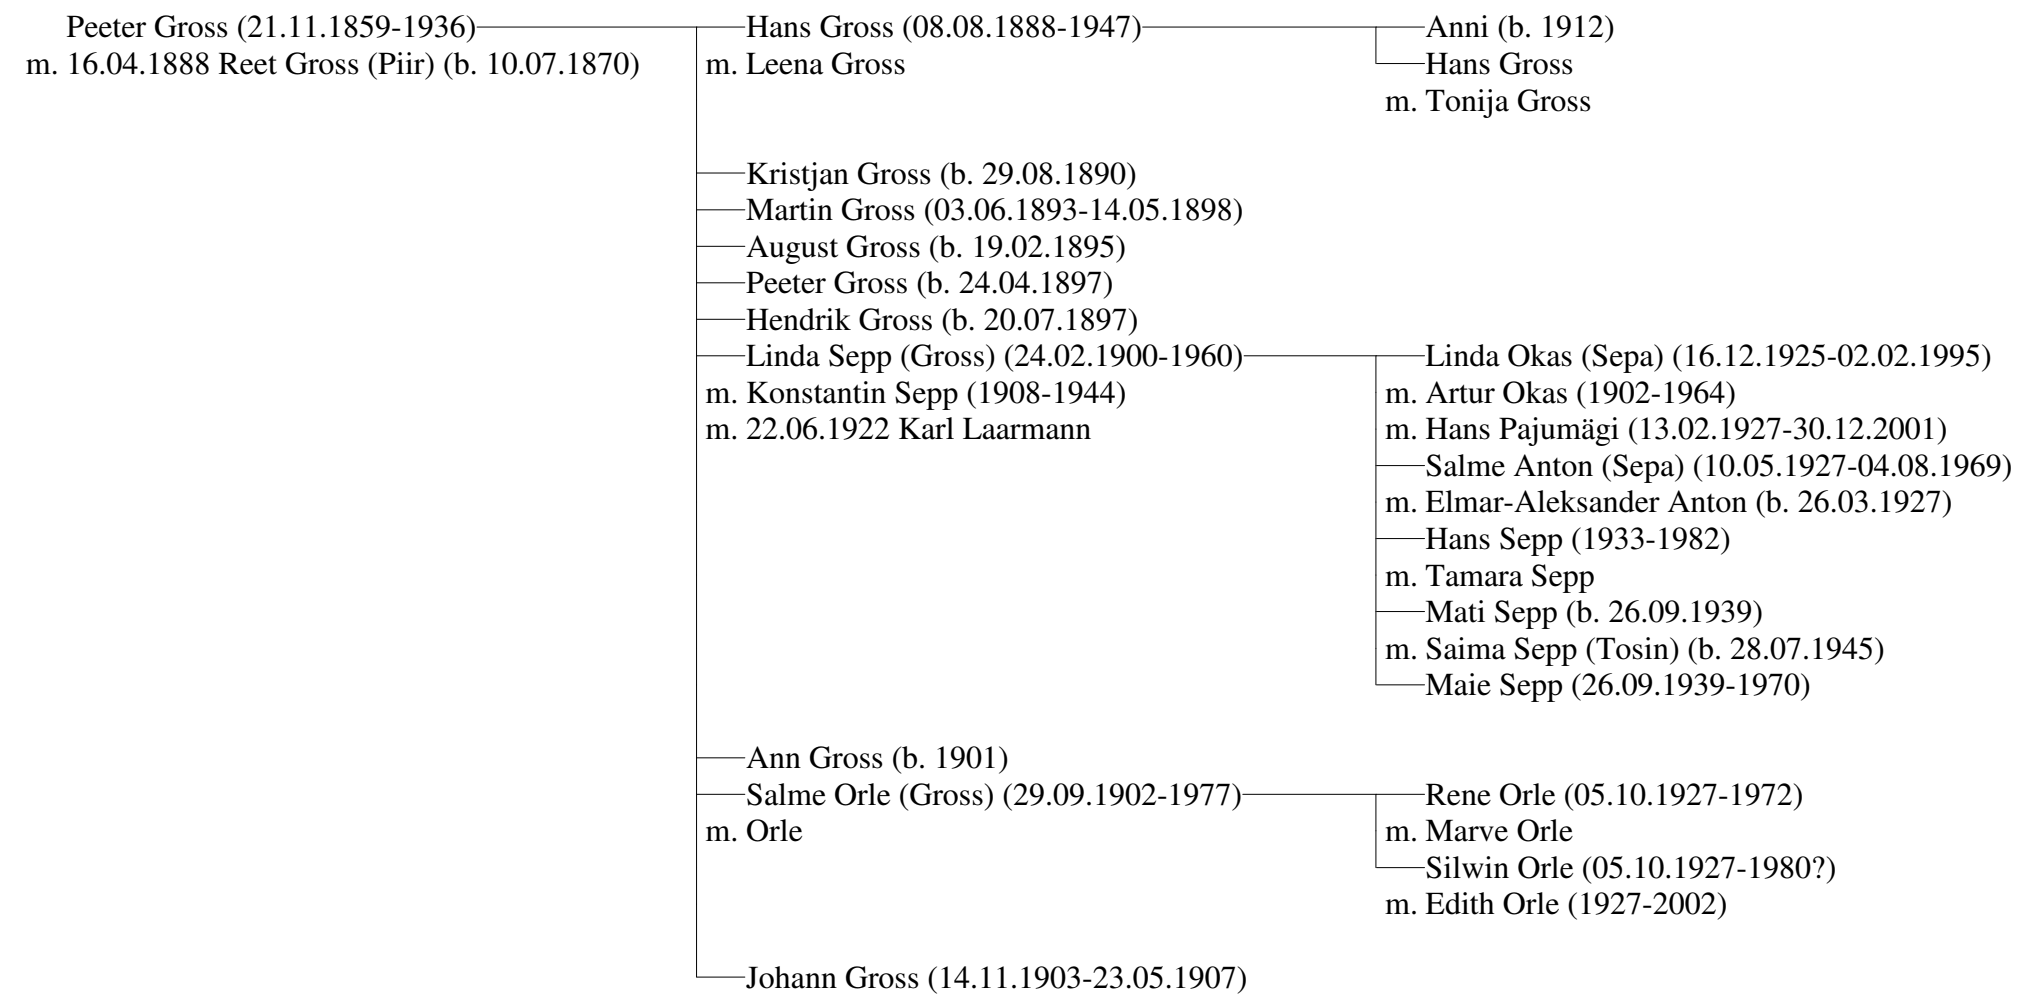 Peeter Gross (21.11.1859-1936)
m. 16.04.1888 Reet Gross (Piir) (b. 10.07.1870)
Hans Gross (08.08.1888-1947)
m. Leena Gross
Anni (b. 1912)
Hans Gross
m. Tonija Gross
Kristjan Gross (b. 29.08.1890)
Martin Gross (03.06.1893-14.05.1898)
August Gross (b. 19.02.1895)
Peeter Gross (b. 24.04.1897)
Hendrik Gross (b. 20.07.1897)
Linda Sepp (Gross) (24.02.1900-1960)
m. Konstantin Sepp (1908-1944)
m. 22.06.1922 Karl Laarmann
Linda Okas (Sepa) (16.12.1925-02.02.1995)
m. Artur Okas (1902-1964)
m. Hans Pajumägi (13.02.1927-30.12.2001)
Salme Anton (Sepa) (10.05.1927-04.08.1969)
m. Elmar-Aleksander Anton (b. 26.03.1927)
Hans Sepp (1933-1982)
m. Tamara Sepp
Mati Sepp (b. 26.09.1939)
m. Saima Sepp (Tosin) (b. 28.07.1945)
Maie Sepp (26.09.1939-1970)
Ann Gross (b. 1901)
Salme Orle (Gross) (29.09.1902-1977)
m. Orle
Rene Orle (05.10.1927-1972)
m. Marve Orle
Silwin Orle (05.10.1927-1980?)
m. Edith Orle (1927-2002)
Johann Gross (14.11.1903-23.05.1907)